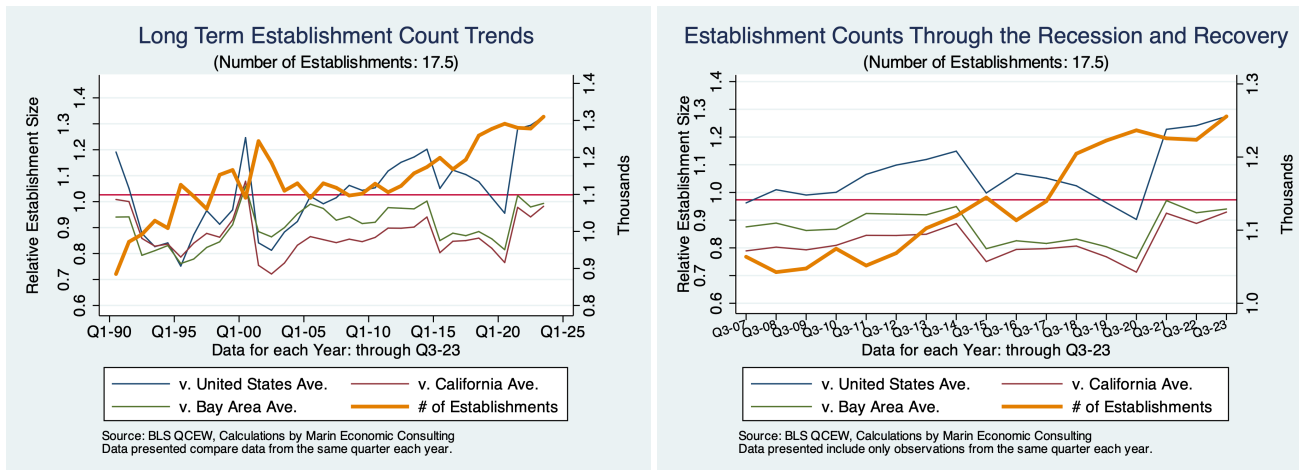 Long Term Establishment Count Trends
(Number of Establishments: 17.5)
Relative Establishment Size
0.6 0.7 0.8 0.9 1.0 1.1 1.2 1.3 1.4
0.8 0.9 1.0 1.1 1.2 1.3 1.4
Thousands
Q1-90 Q1-95 Q1-00 Q1-05 Q1-10 Q1-15 Q1-20 Q1-25
Data for each Year: through Q3-23
v. United States Ave. v. California Ave.
v. Bay Area Ave. # of Establishments
Source: BLS QCEW, Calculations by Marin Economic Consulting
Data presented compare data from the same quarter each year.
Establishment Counts Through the Recession and Recovery
(Number of Establishments: 17.5)
Relative Establishment Size
0.6 0.7 0.8 0.9 1.0 1.1 1.2 1.3 1.4
1.0 1.1 1.2 1.3
Thousands
Q3-07 Q3-08 Q3-09 Q3-10 Q3-11 Q3-12 Q3-13 Q3-14 Q3-15 Q3-16 Q3-17 Q3-18 Q3-19 Q3-20 Q3-21 Q3-22 Q3-23
Data for each Year: through Q3-23
v. United States Ave. v. California Ave.
v. Bay Area Ave. # of Establishments
Source: BLS QCEW, Calculations by Marin Economic Consulting
Data presented include only observations from the same quarter each year.